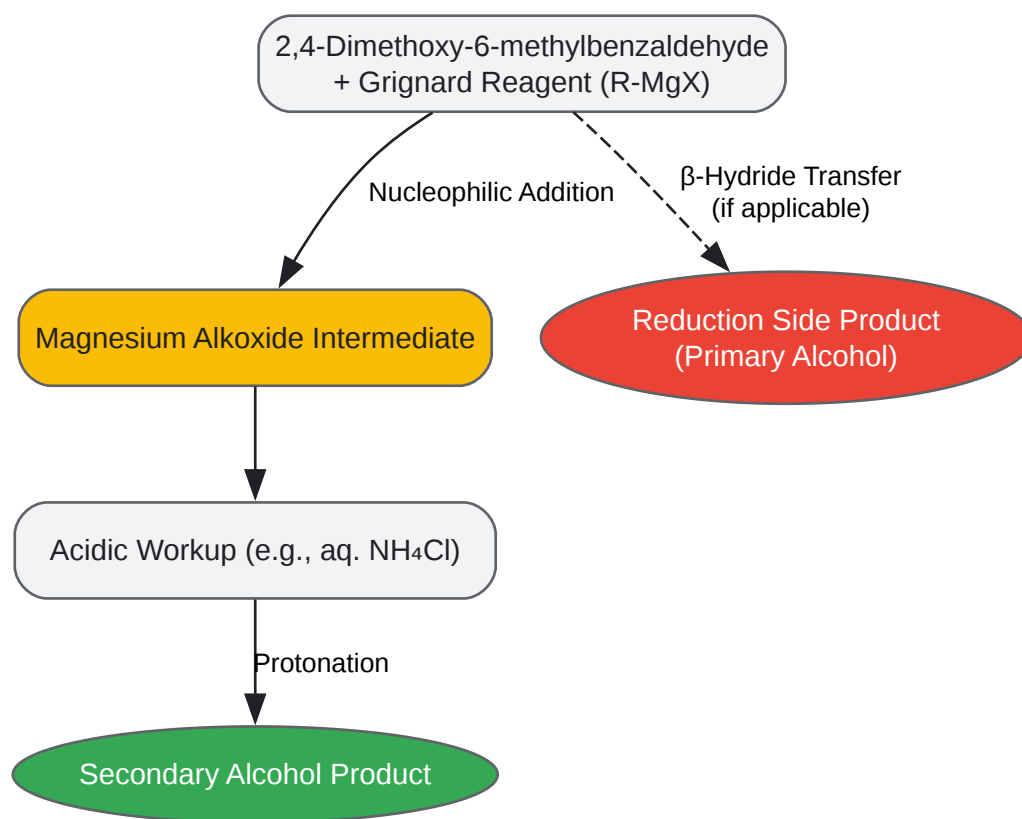 2,4-Dimethoxy-6-methylbenzaldehyde
+ Grignard Reagent (R-MgX)
Nucleophilic Addition
β-Hydride Transfer
(if applicable)
Magnesium Alkoxide Intermediate
Reduction Side Product
(Primary Alcohol)
Acidic Workup (e.g., aq. NH₄Cl)
Protonation
Secondary Alcohol Product